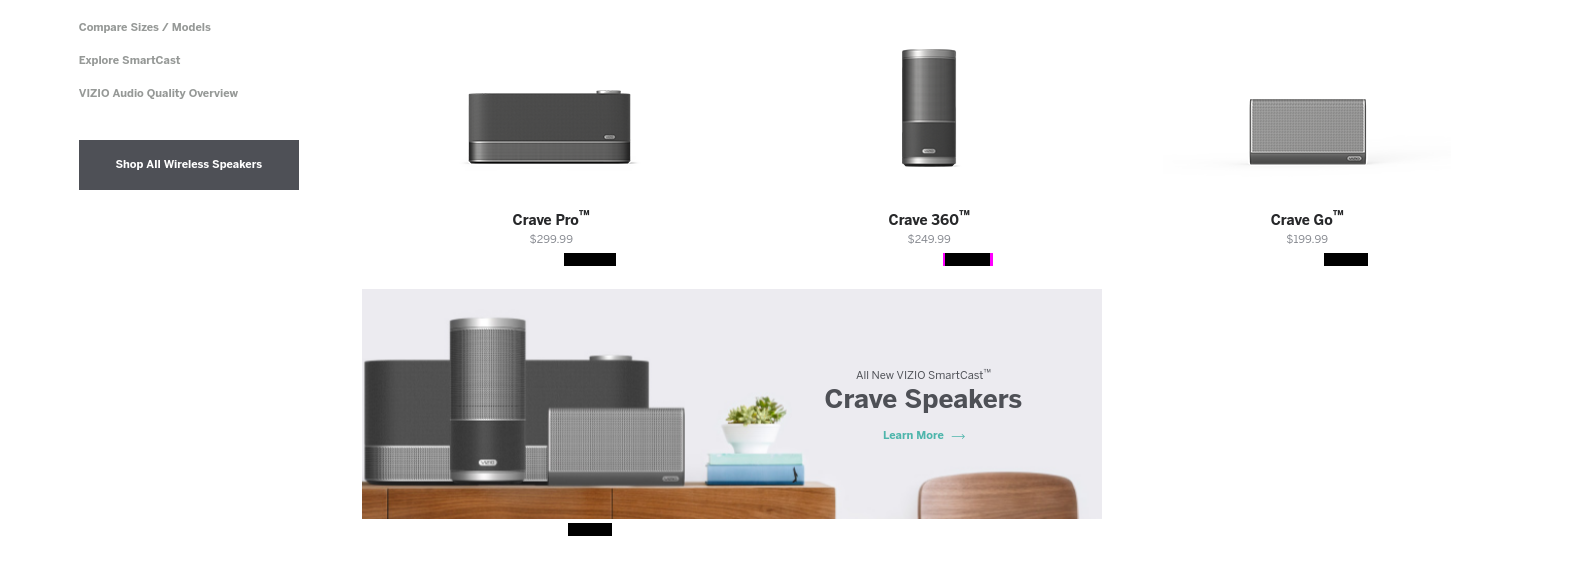 Compare Sizes / Models
Explore SmartCast
VIZIO Audio Quality Overview
Shop All Wireless Speakers
Crave Pro™
$299.99
Crave 360™
$249.99
Crave Go™
$199.99
All New VIZIO SmartCast™
Crave Speakers
Learn More →